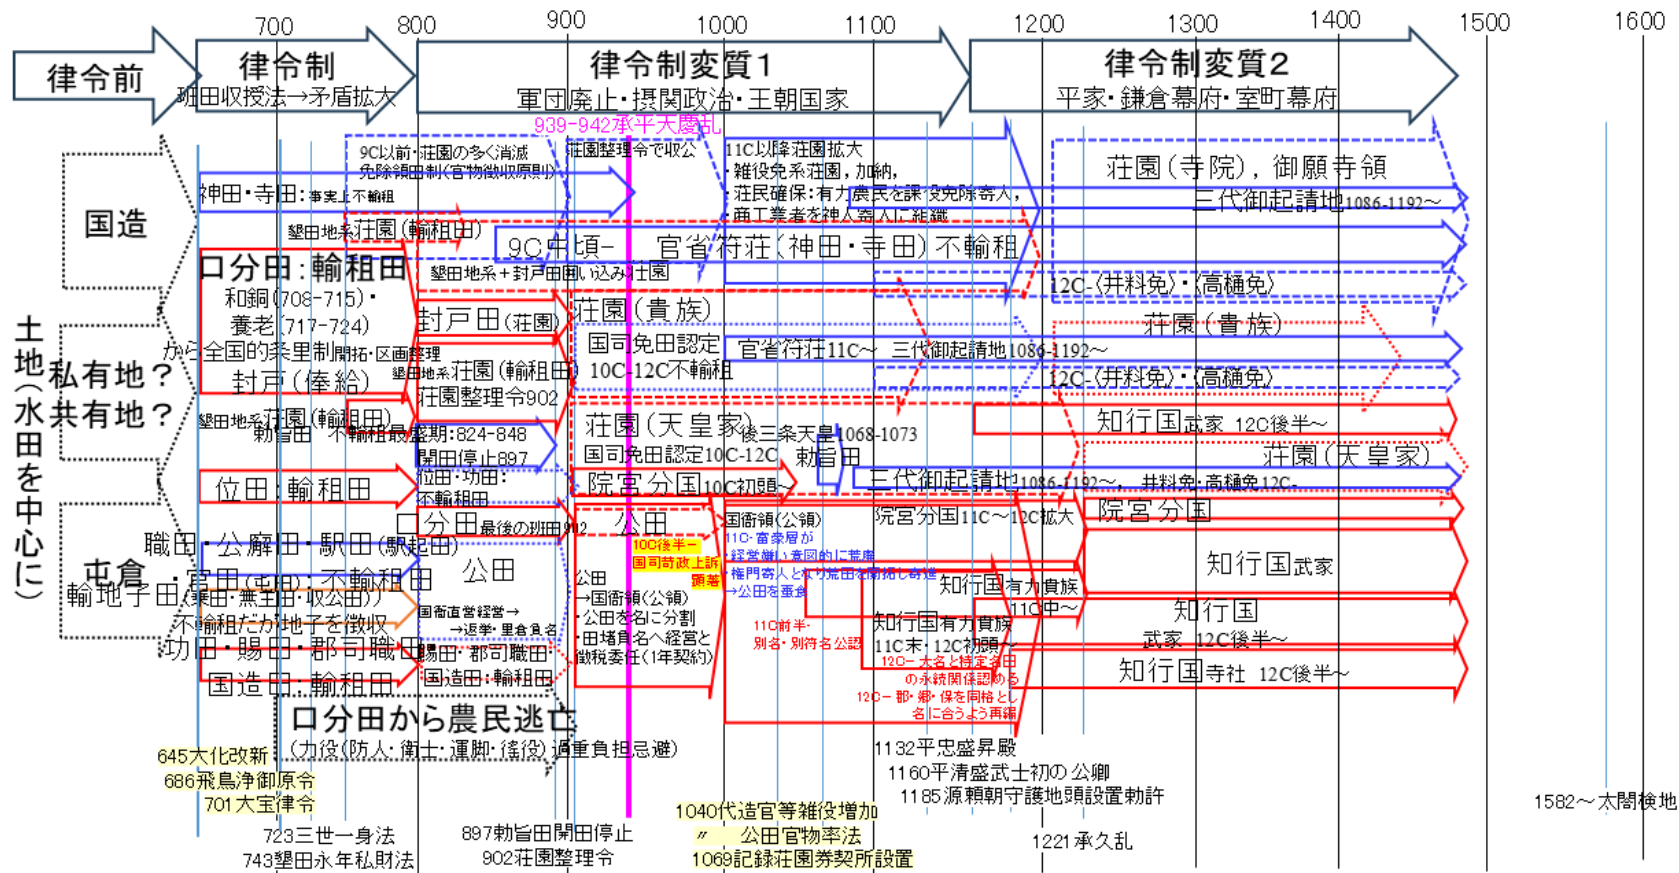 700
800
900
1000
1100
1200
1300
1400
1500
1600
律令前
律令制
班田収授法→矛盾拡大
律令制変質1
軍団廃止・摂関政治・王朝国家
律令制変質2
平家・鎌倉幕府・室町幕府
939-942承平天慶乱
土地(水田を中心に)
国造
私有地?
共有地?
屯倉
9C以前・荘園の多く消滅
免除領田制(官物徴収原則)
荘園整理令で収公
11C以降荘園拡大
・雑役免系荘園,加納,
・荘民確保:有力農民を課役免除寄人,
商工業者を神人寄人に組織
荘園(寺院),御願寺領
三代御起請地1086-1192～
神田・寺田:事実上不輸租
墾田地系荘園(輸租田)
9C中頃- 官省符荘(神田・寺田)不輸租
墾田地系+封戸田囲い込み荘園
12C-〈井料免〉・〈高樋免〉
口分田:輸租田
和銅(708-715)・
養老(717-724)
から全国的条里制開拓・区画整理
封戸(俸給)
墾田地系荘園(輸租田)
封戸田(荘園)
墾田地系荘園(輸租田)
荘園整理令902
荘園(貴族)
国司免田認定
10C-12C不輸租
官省符荘11C～ 三代御起請地1086-1192～
荘園(貴族)
12C-〈井料免〉・〈高樋免〉
勅旨田 不輸租最盛期:824-848
開田停止897
荘園(天皇家)
国司免田認定10C-12C
後三条天皇1068-1073
勅旨田
知行国武家 12C後半～
荘園(天皇家)
三代御起請地1086-1192～, 井料免・高樋免12C-
位田:輸租田
位田・功田:
不輸租田
院宮分国10C初頭～
院宮分国11C～12C拡大
院宮分国
口分田最後の班田902
公田
職田・公廨田・駅田(駅起田)
・官田(屯田)・不輸租田
輸地子田(乗田・無主田・収公田))
不輸租だが地子を徴収
公田
国衙直営経営→
→返挙・里倉負名
公田
→国衙領(公領)
・公田を名に分割
・田堵負名へ経営と
徴税委任(1年契約)
10C後半-
国司苛政上訴
顕著
国衙領(公領)
11C-富豪層が
・経営嫌い意図的に荒廃
・権門寄人となり荒田を開拓し寄進
→公田を蚕食
11C前半-
別名・別符名公認
知行国有力貴族
11C中～
知行国有力貴族
11C末・12C初頭～
12C- 大名と特定名田
の永続関係認める
12C- 郡・郷・保を同格とし
名に合うよう再編
知行国武家
知行国
武家 12C後半～
知行国寺社 12C後半～
功田・賜田・郡司職田
国造田:輸租田
賜田・郡司職田・
国造田:輸租田
口分田から農民逃亡
(力役(防人・衛士・運脚・徭役)過重負担忌避)
645大化改新
686飛鳥浄御原令
701大宝律令
723三世一身法
743墾田永年私財法
897勅旨田開田停止
902荘園整理令
1040代造官等雑役増加
〃 公田官物率法
1069記録荘園券契所設置
1132平忠盛昇殿
1160平清盛武士初の公卿
1185源頼朝守護地頭設置勅許
1221承久乱
1582～太閤検地